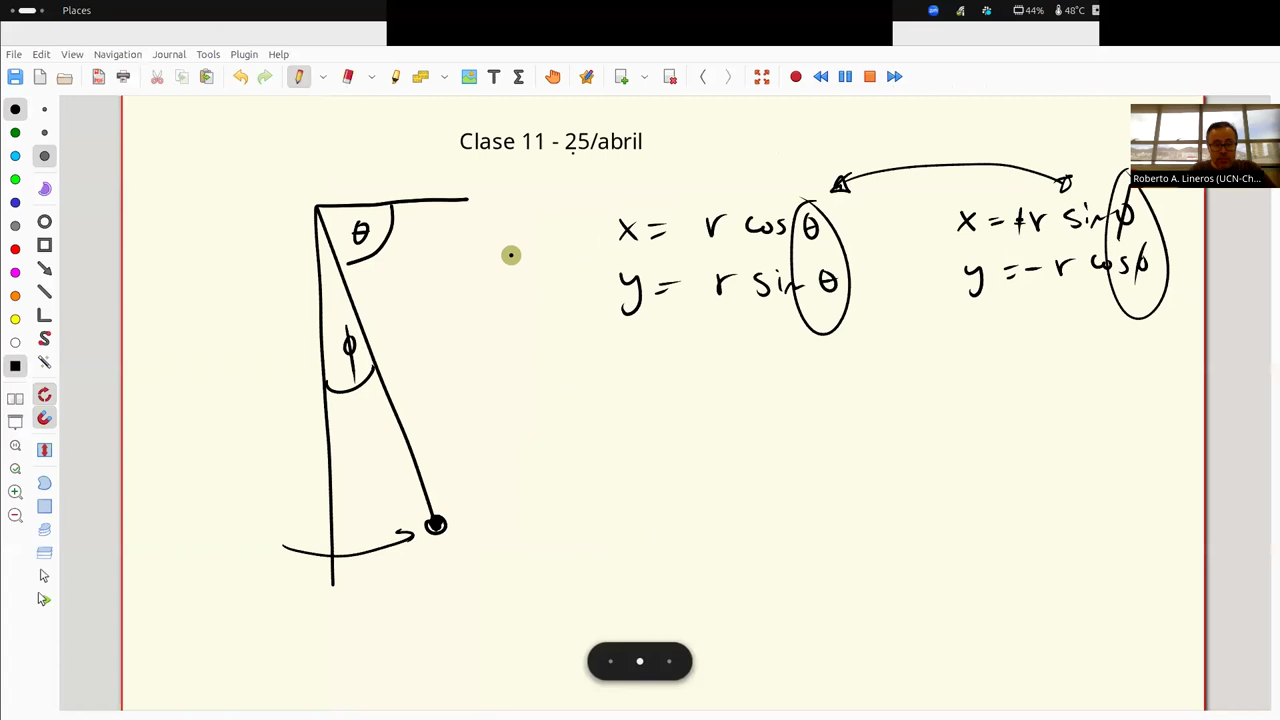 Places
44%
48°C
File Edit View Navigation Journal Tools Plugin Help
Clase 11 - 25/abril
Roberto A. Lineros (UCN-Ch...
θ
x = r cos θ
y = r sin θ
x = +r sin ϕ
y = - r cos ϕ
ϕ